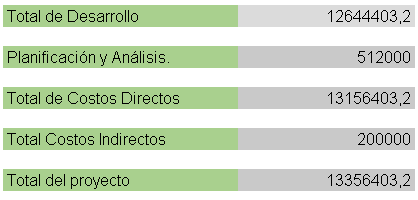 Total de Desarrollo 12644403,2
Planificación y Análisis. 512000
Total de Costos Directos 13156403,2
Total Costos Indirectos 200000
Total del proyecto 13356403,2